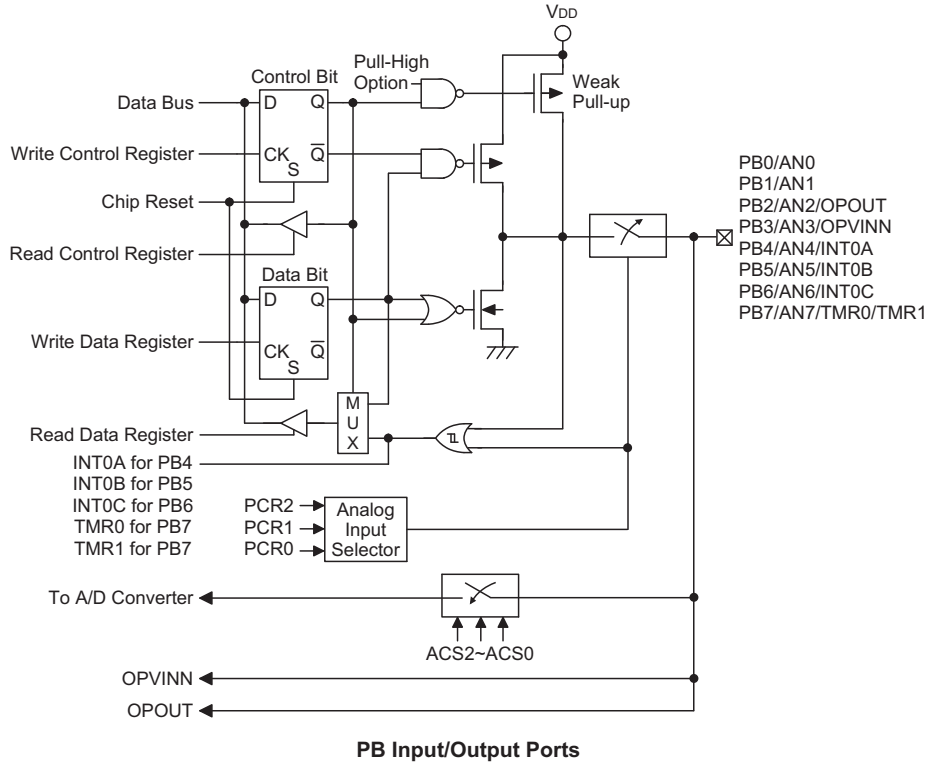 VDD
Pull-High
Option
Control Bit
Weak
Pull-up
Data Bus
D
Q
Write Control Register
CK
Q̅
S
Chip Reset
Read Control Register
Data Bit
D
Q
Write Data Register
CK
Q̅
S
M
U
X
Read Data Register
INT0A for PB4
INT0B for PB5
INT0C for PB6
TMR0 for PB7
TMR1 for PB7
PCR2
PCR1
PCR0
Analog
Input
Selector
PB0/AN0
PB1/AN1
PB2/AN2/OPOUT
PB3/AN3/OPVINN
PB4/AN4/INT0A
PB5/AN5/INT0B
PB6/AN6/INT0C
PB7/AN7/TMR0/TMR1
To A/D Converter
ACS2~ACS0
OPVINN
OPOUT
PB Input/Output Ports